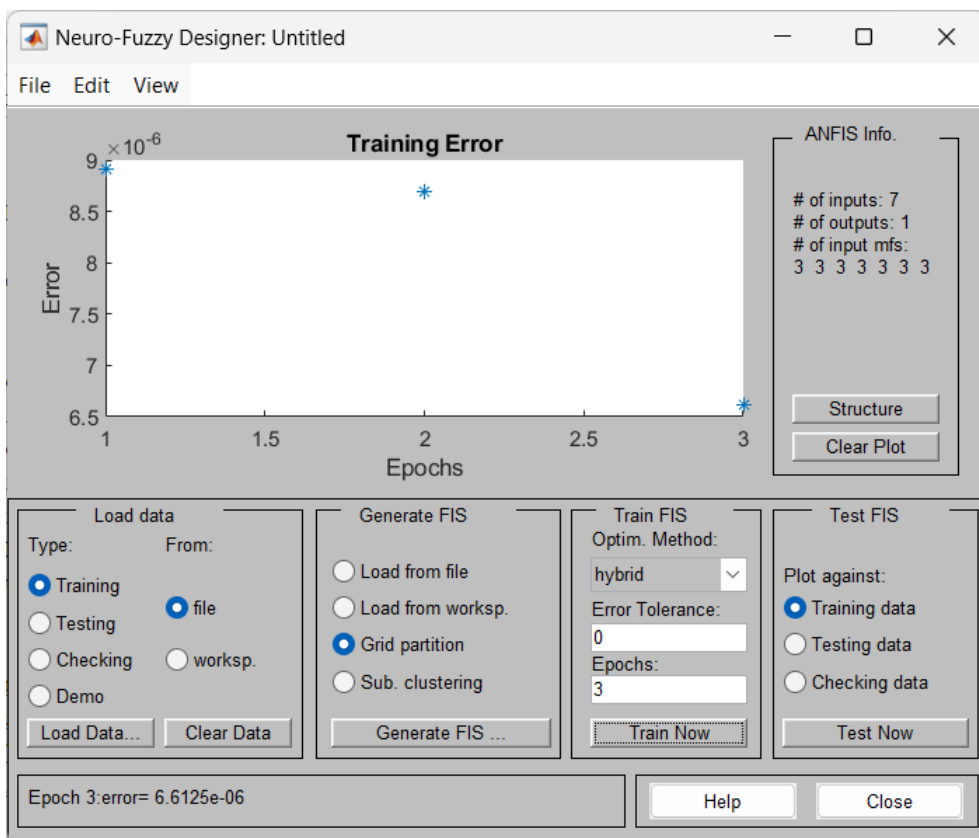 Neuro-Fuzzy Designer: Untitled
File Edit View
×10^-6
Training Error
9
8.5
8
7.5
7
6.5
Error
1 1.5 2 2.5 3
Epochs
ANFIS Info.
# of inputs: 7
# of outputs: 1
# of input mfs:
3 3 3 3 3 3 3
Structure
Clear Plot
Load data
Type: From:
Training
file
Testing
Checking
worksp.
Demo
Load Data... Clear Data
Generate FIS
Load from file
Load from worksp.
Grid partition
Sub. clustering
Generate FIS ...
Train FIS
Optim. Method:
hybrid
Error Tolerance:
0
Epochs:
3
Train Now
Test FIS
Plot against:
Training data
Testing data
Checking data
Test Now
Epoch 3:error= 6.6125e-06
Help Close